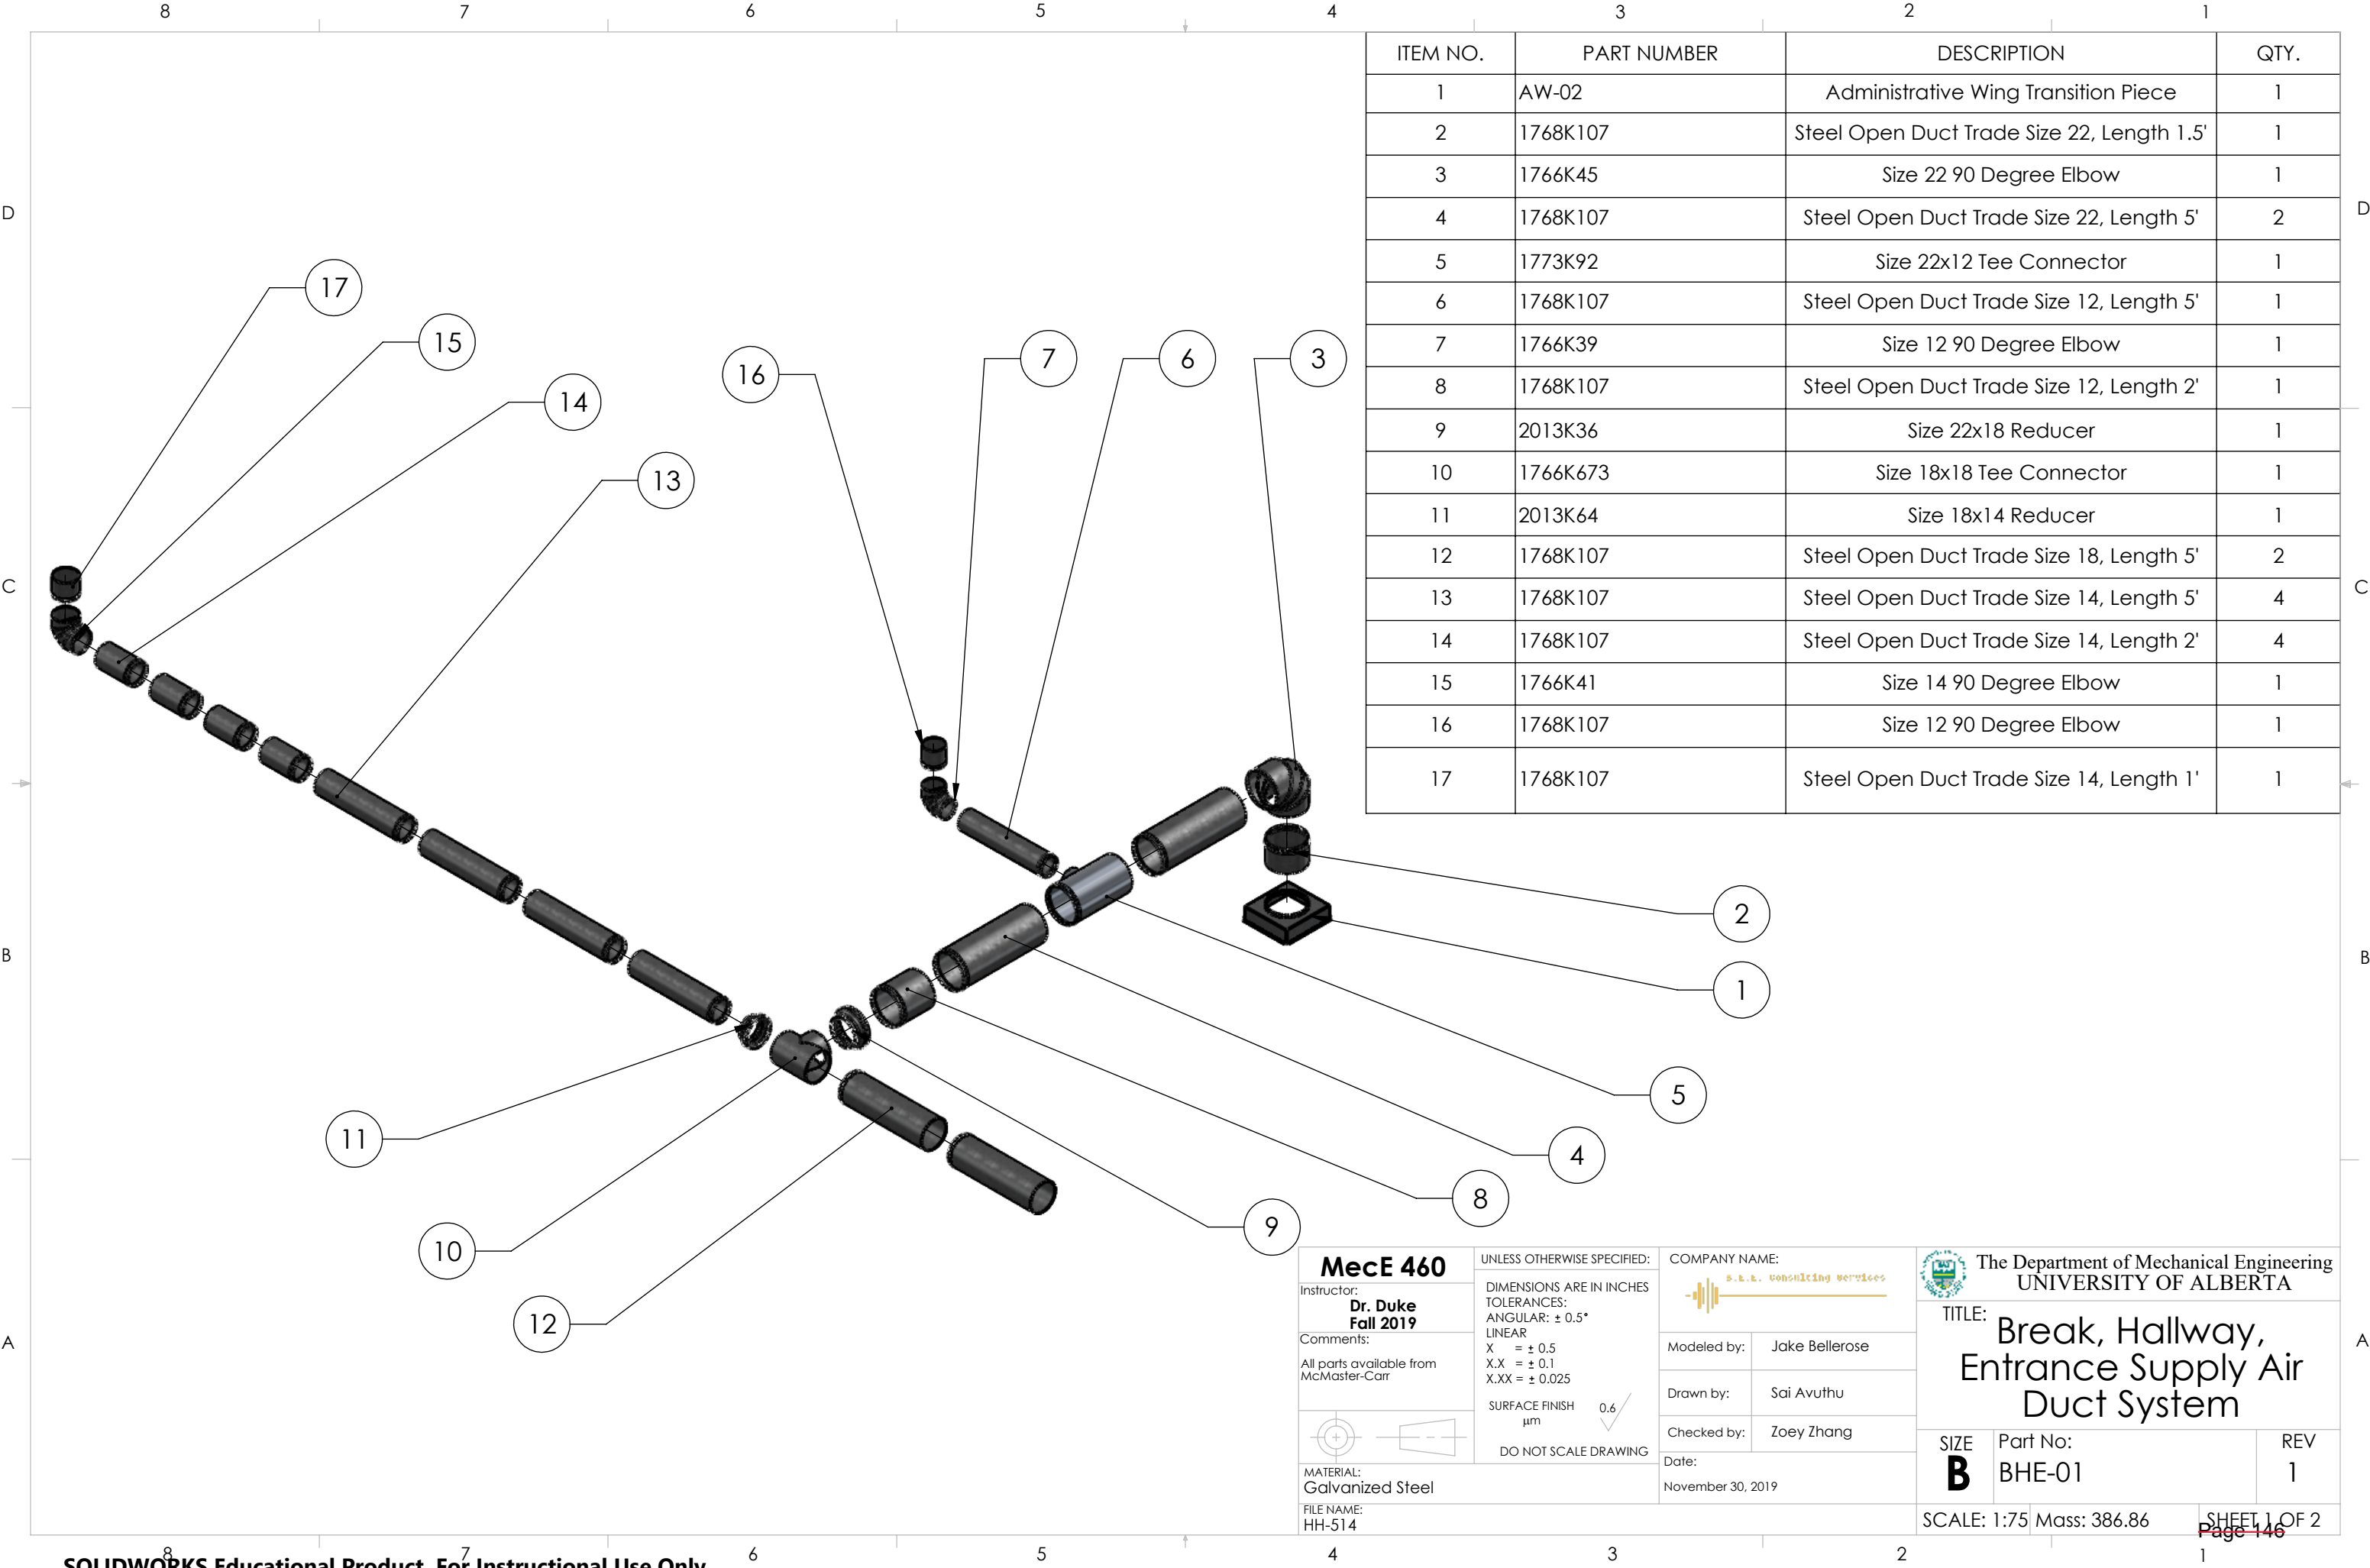 8 7 6 5 4 3 2 1
ITEM NO. PART NUMBER DESCRIPTION QTY.
1 AW-02 Administrative Wing Transition Piece 1
2 1768K107 Steel Open Duct Trade Size 22, Length 1.5' 1
3 1766K45 Size 22 90 Degree Elbow 1
4 1768K107 Steel Open Duct Trade Size 22, Length 5' 2
5 1773K92 Size 22x12 Tee Connector 1
6 1768K107 Steel Open Duct Trade Size 12, Length 5' 1
7 1766K39 Size 12 90 Degree Elbow 1
8 1768K107 Steel Open Duct Trade Size 12, Length 2' 1
9 2013K36 Size 22x18 Reducer 1
10 1766K673 Size 18x18 Tee Connector 1
11 2013K64 Size 18x14 Reducer 1
12 1768K107 Steel Open Duct Trade Size 18, Length 5' 2
13 1768K107 Steel Open Duct Trade Size 14, Length 5' 4
14 1768K107 Steel Open Duct Trade Size 14, Length 2' 4
15 1766K41 Size 14 90 Degree Elbow 1
16 1768K107 Size 12 90 Degree Elbow 1
17 1768K107 Steel Open Duct Trade Size 14, Length 1' 1
D D
17
15
16 7 6 3
14
13
C C
2
B B
1
5
11
4
8
9
10
12
A A
MecE 460
Instructor:
Dr. Duke
Fall 2019
Comments:
All parts available from
McMaster-Carr
UNLESS OTHERWISE SPECIFIED:
DIMENSIONS ARE IN INCHES
TOLERANCES:
ANGULAR: ± 0.5°
LINEAR
X = ± 0.5
X.X = ± 0.1
X.XX = ± 0.025
SURFACE FINISH 0.6
µm
DO NOT SCALE DRAWING
MATERIAL:
Galvanized Steel
FILE NAME:
HH-514
COMPANY NAME:
Consulting Services
Modeled by: Jake Bellerose
Drawn by: Sai Avuthu
Checked by: Zoey Zhang
Date:
November 30, 2019
The Department of Mechanical Engineering
UNIVERSITY OF ALBERTA
TITLE:
Break, Hallway,
Entrance Supply Air
Duct System
SIZE
B
Part No:
BHE-01
REV
1
SCALE: 1:75 Mass: 386.86 SHEET 1 OF 2
Page 146
8 7 6 5 4 3 2 1
SOLIDWORKS Educational Product. For Instructional Use Only.